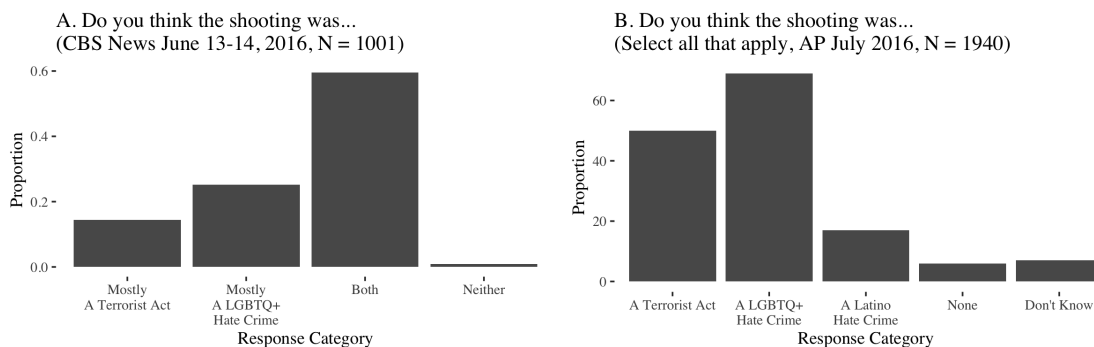 A. Do you think the shooting was...
(CBS News June 13-14, 2016, N = 1001)
Proportion
0.6
0.4
0.2
0.0
Mostly
A Terrorist Act
Mostly
A LGBTQ+
Hate Crime
Both
Neither
Response Category
B. Do you think the shooting was...
(Select all that apply, AP July 2016, N = 1940)
Proportion
60
40
20
0
A Terrorist Act
A LGBTQ+
Hate Crime
A Latino
Hate Crime
None
Don't Know
Response Category